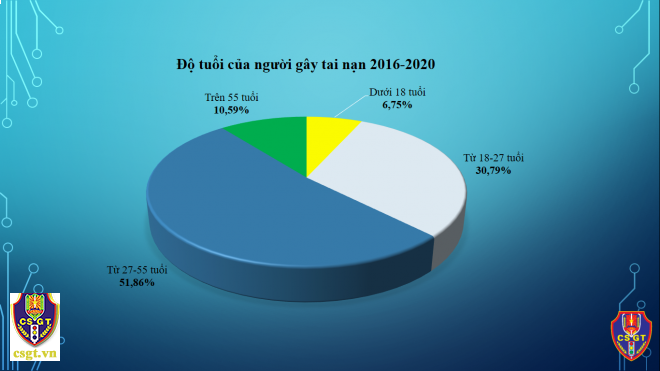 Độ tuổi của người gây tai nạn 2016-2020
Trên 55 tuổi
10,59%
Dưới 18 tuổi
6,75%
Từ 18-27 tuổi
30,79%
Từ 27-55 tuổi
51,86%
CSGT
csgt.vn
CSGT